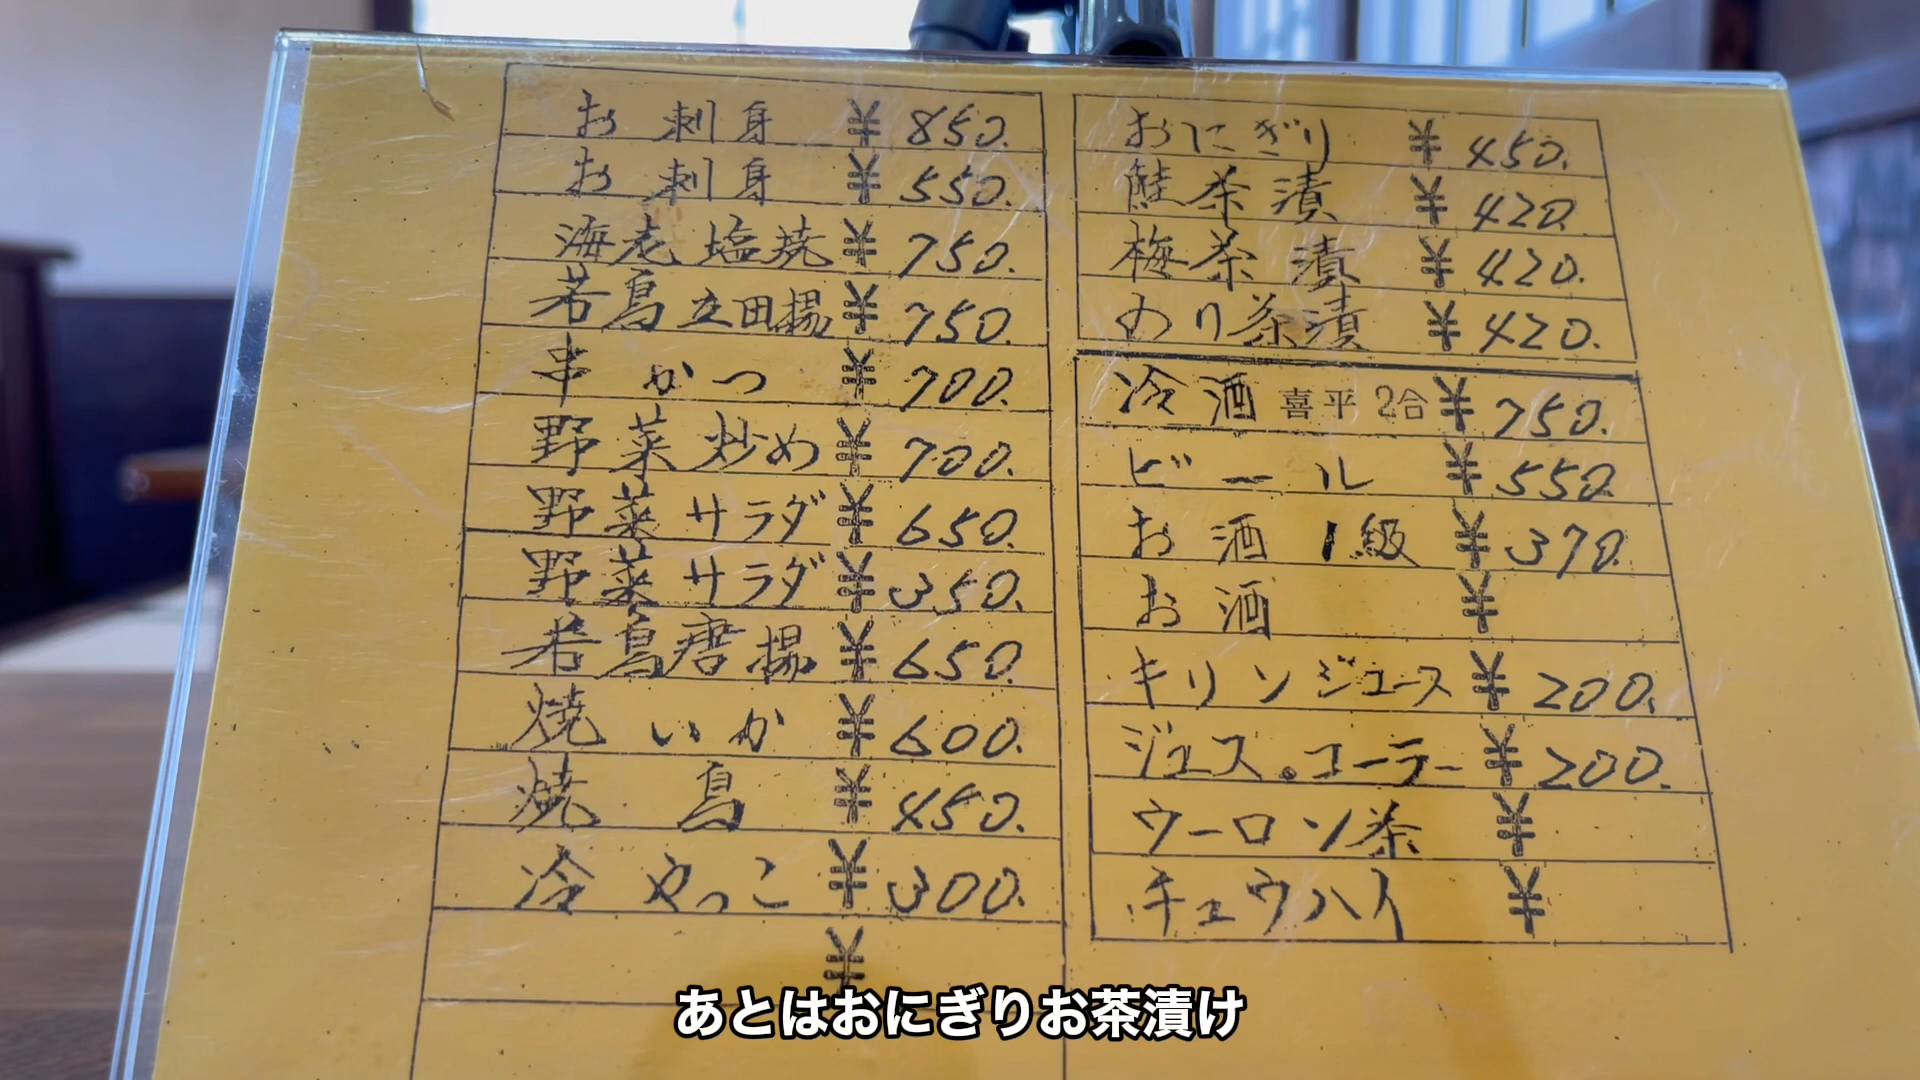 お刺身 ¥850.
お刺身 ¥550.
海老塩焼 ¥750.
若鳥立田揚 ¥750.
串かつ ¥700.
野菜炒め ¥700.
野菜サラダ ¥650.
野菜サラダ ¥350.
若鳥唐揚 ¥650.
焼いか ¥600.
焼鳥 ¥450.
冷やっこ ¥300.
¥
おにぎり ¥450.
鮭茶漬 ¥420.
梅茶漬 ¥420.
のり茶漬 ¥420.
冷酒 喜平 2合 ¥750.
ビール ¥550.
お酒1級 ¥370.
お酒 ¥
キリンジュース ¥200.
ジュス。コーラー ¥200.
ウーロン茶 ¥
チュウハイ ¥
あとはおにぎりお茶漬け